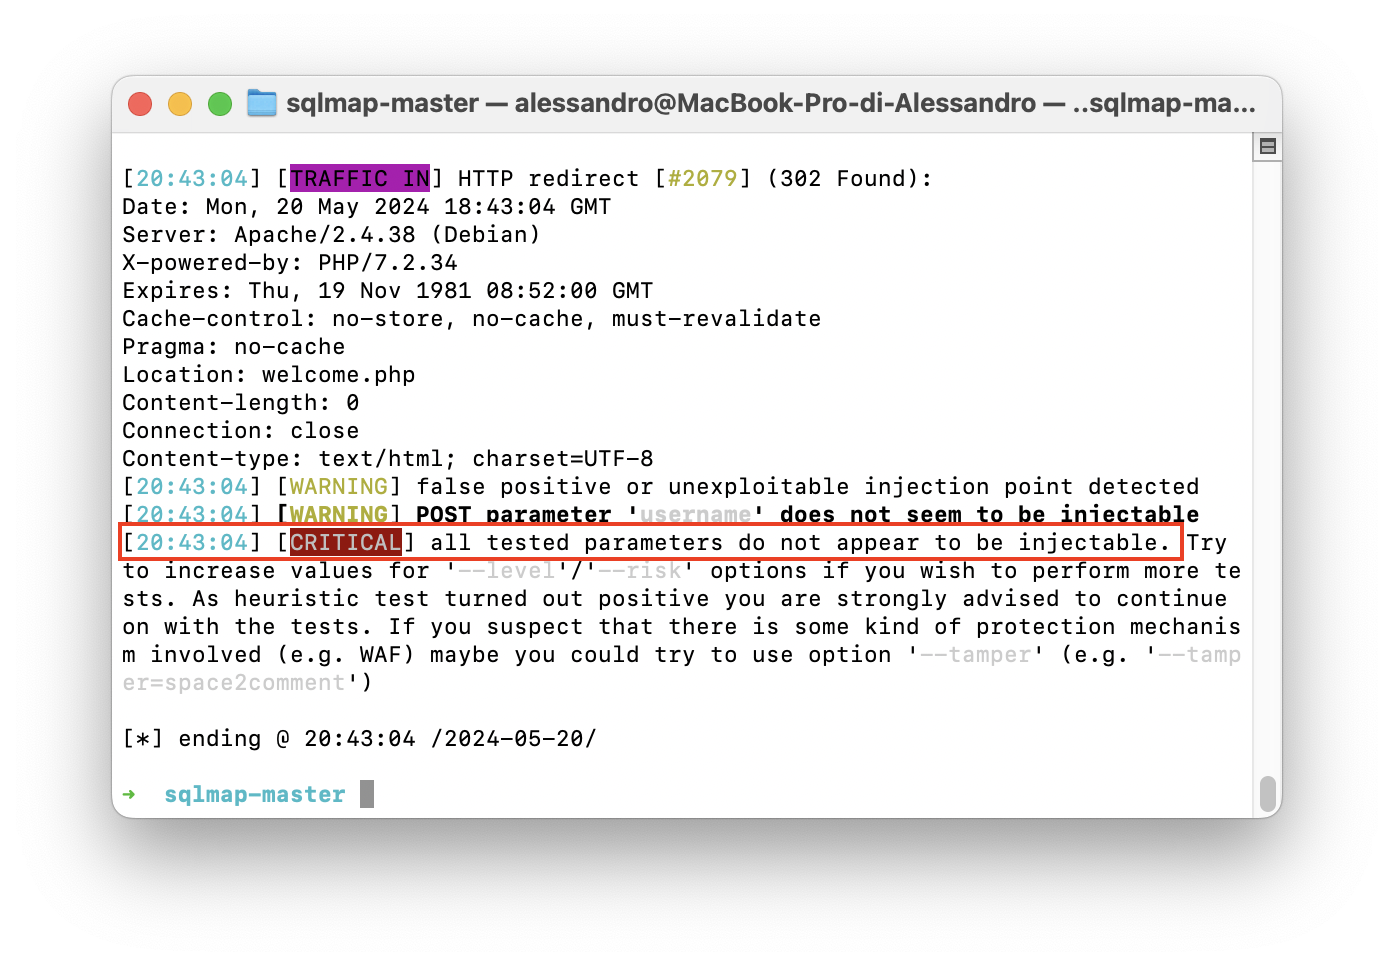 sqlmap-master — alessandro@MacBook-Pro-di-Alessandro — ..sqlmap-ma...
[20:43:04] [TRAFFIC IN] HTTP redirect [#2079] (302 Found):
Date: Mon, 20 May 2024 18:43:04 GMT
Server: Apache/2.4.38 (Debian)
X-powered-by: PHP/7.2.34
Expires: Thu, 19 Nov 1981 08:52:00 GMT
Cache-control: no-store, no-cache, must-revalidate
Pragma: no-cache
Location: welcome.php
Content-length: 0
Connection: close
Content-type: text/html; charset=UTF-8
[20:43:04] [WARNING] false positive or unexploitable injection point detected
[20:43:04] [WARNING] POST parameter 'username' does not seem to be injectable
[20:43:04] [CRITICAL] all tested parameters do not appear to be injectable. Try
to increase values for '--level'/'--risk' options if you wish to perform more te
sts. As heuristic test turned out positive you are strongly advised to continue
on with the tests. If you suspect that there is some kind of protection mechanis
m involved (e.g. WAF) maybe you could try to use option '--tamper' (e.g. '--tamp
er=space2comment')
[*] ending @ 20:43:04 /2024-05-20/
➜ sqlmap-master